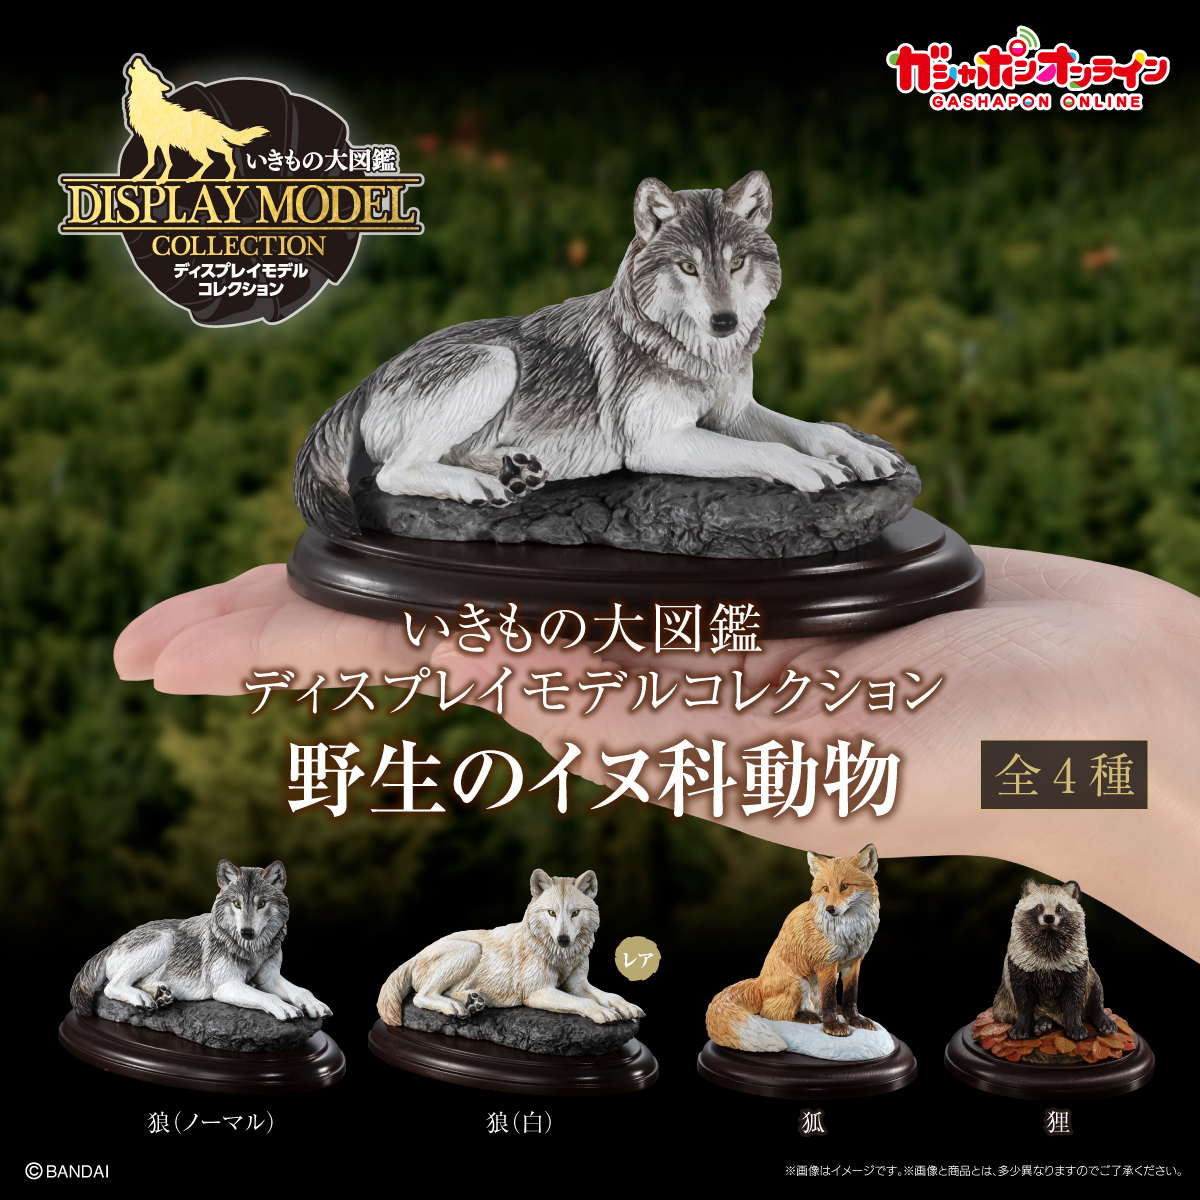 ガシャポンオンライン
GASHAPON ONLINE
いきもの大図鑑
DISPLAY MODEL
COLLECTION
ディスプレイモデル
コレクション
いきもの大図鑑
ディスプレイモデルコレクション
野生のイヌ科動物
全4種
レア
狼(ノーマル)
狼(白)
狐
狸
©BANDAI
※画像はイメージです。※画像と商品とは、多少異なりますのでご了承ください。